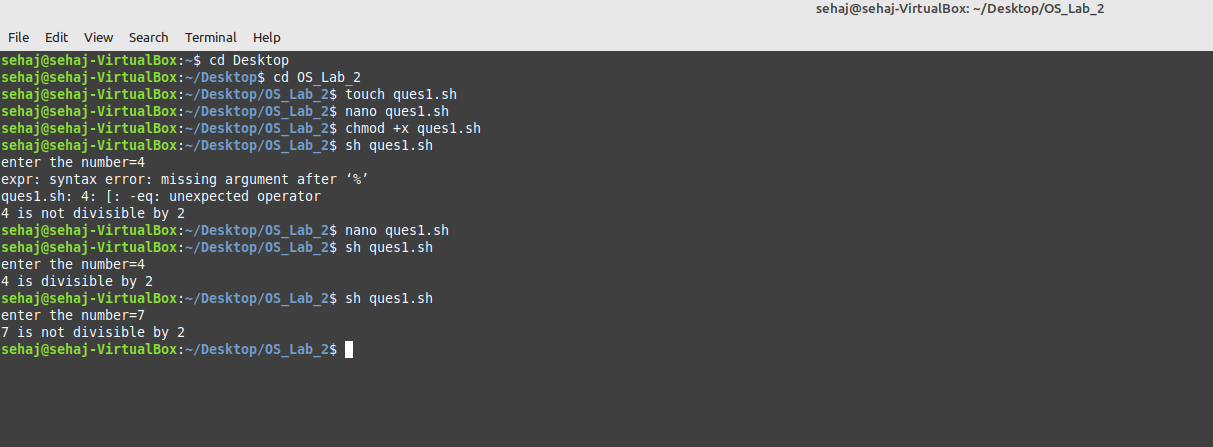 sehaj@sehaj-VirtualBox: ~/Desktop/OS_Lab_2
File Edit View Search Terminal Help
sehaj@sehaj-VirtualBox:~$ cd Desktop
sehaj@sehaj-VirtualBox:~/Desktop$ cd OS_Lab_2
sehaj@sehaj-VirtualBox:~/Desktop/OS_Lab_2$ touch ques1.sh
sehaj@sehaj-VirtualBox:~/Desktop/OS_Lab_2$ nano ques1.sh
sehaj@sehaj-VirtualBox:~/Desktop/OS_Lab_2$ chmod +x ques1.sh
sehaj@sehaj-VirtualBox:~/Desktop/OS_Lab_2$ sh ques1.sh
enter the number=4
expr: syntax error: missing argument after ‘%’
ques1.sh: 4: [: -eq: unexpected operator
4 is not divisible by 2
sehaj@sehaj-VirtualBox:~/Desktop/OS_Lab_2$ nano ques1.sh
sehaj@sehaj-VirtualBox:~/Desktop/OS_Lab_2$ sh ques1.sh
enter the number=4
4 is divisible by 2
sehaj@sehaj-VirtualBox:~/Desktop/OS_Lab_2$ sh ques1.sh
enter the number=7
7 is not divisible by 2
sehaj@sehaj-VirtualBox:~/Desktop/OS_Lab_2$